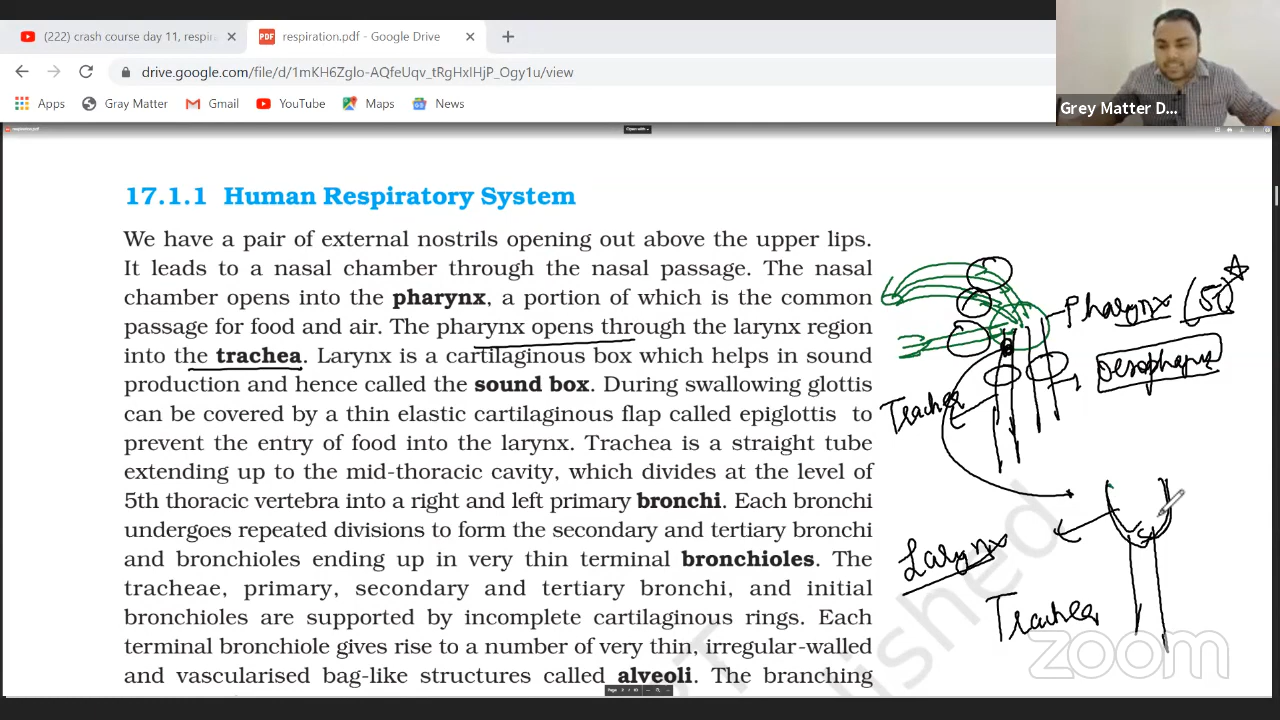 (222) crash course day 11, respira
respiration.pdf - Google Drive
drive.google.com/file/d/1mKH6Zglo-AQfeUqv_tRgHxlHjP_Ogy1u/view
Apps Gray Matter Gmail YouTube Maps News
Grey Matter D...
respiration.pdf
Open with
17.1.1 Human Respiratory System
We have a pair of external nostrils opening out above the upper lips.
It leads to a nasal chamber through the nasal passage. The nasal
chamber opens into the pharynx, a portion of which is the common
passage for food and air. The pharynx opens through the larynx region
into the trachea. Larynx is a cartilaginous box which helps in sound
production and hence called the sound box. During swallowing glottis
can be covered by a thin elastic cartilaginous flap called epiglottis to
prevent the entry of food into the larynx. Trachea is a straight tube
extending up to the mid-thoracic cavity, which divides at the level of
5th thoracic vertebra into a right and left primary bronchi. Each bronchi
undergoes repeated divisions to form the secondary and tertiary bronchi
and bronchioles ending up in very thin terminal bronchioles. The
tracheae, primary, secondary and tertiary bronchi, and initial
bronchioles are supported by incomplete cartilaginous rings. Each
terminal bronchiole gives rise to a number of very thin, irregular-walled
and vascularised bag-like structures called alveoli. The branching
Pharynx
Oesophagus
Trachea
Larynx
Trachea
zoom